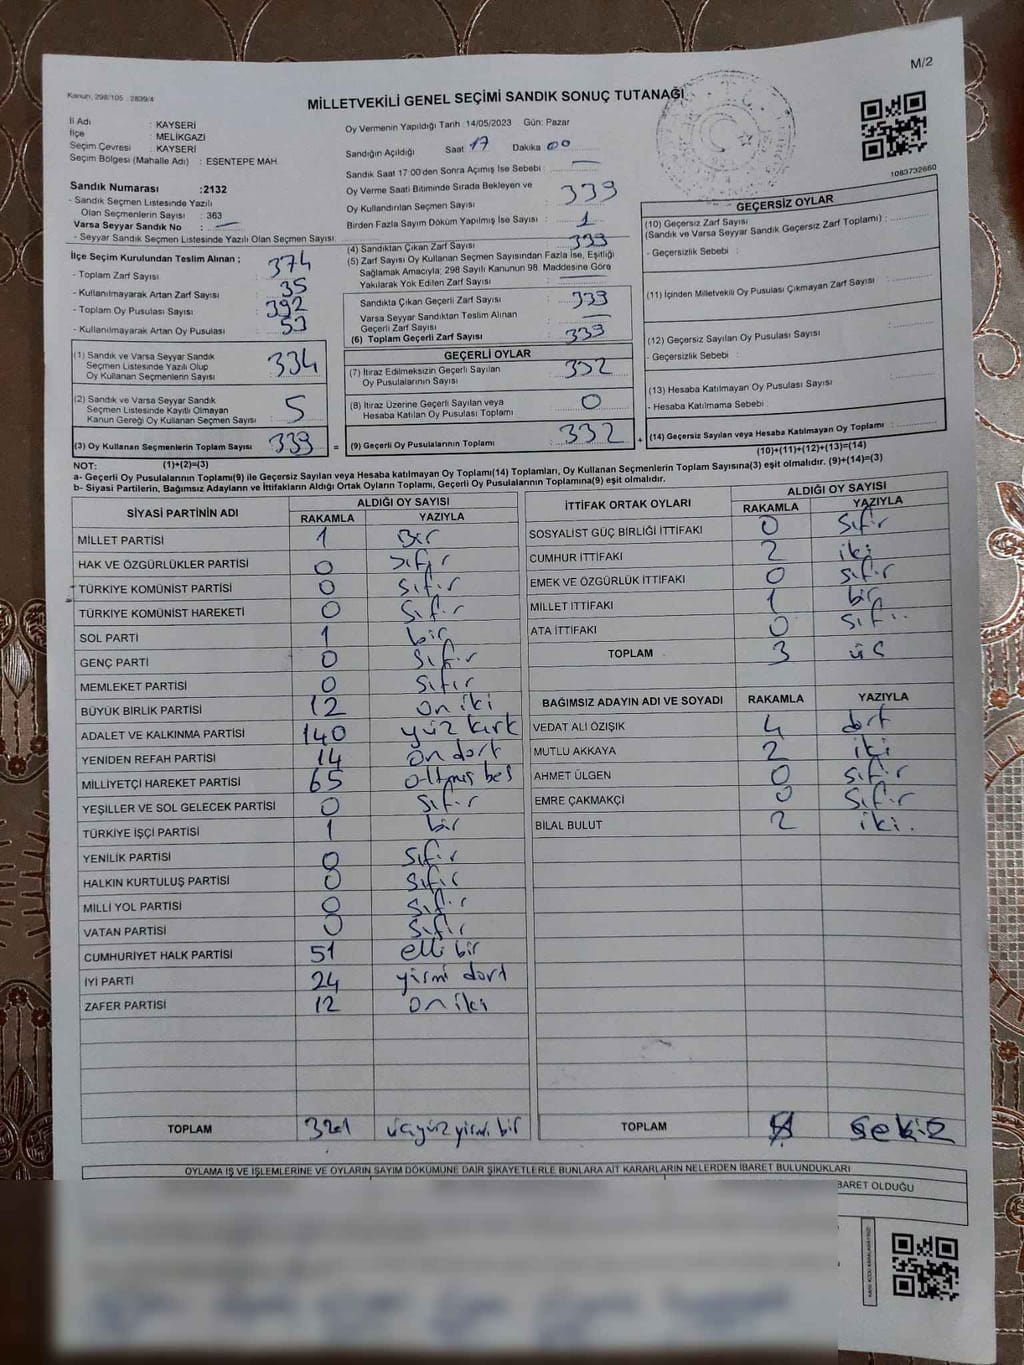 M/2
Kanun, 298/105 : 2839/4
MİLLETVEKİLİ GENEL SEÇİMİ SANDIK SONUÇ TUTANAĞI
İl Adı : KAYSERİ
İlçe : MELİKGAZİ
Seçim Çevresi : KAYSERİ
Seçim Bölgesi (Mahalle Adı) : ESENTEPE MAH.
Sandık Numarası :2132
- Sandık Seçmen Listesinde Yazılı
Olan Seçmenlerin Sayısı : 363
Varsa Seyyar Sandık No :
- Seyyar Sandık Seçmen Listesinde Yazılı Olan Seçmen Sayısı
Oy Vermenin Yapıldığı Tarih :14/05/2023 Gün: Pazar
Sandığın Açıldığı Saat 17 Dakika 00
Sandık Saat 17:00'den Sonra Açılmış İse Sebebi :
Oy Verme Saati Bitiminde Sırada Bekleyen ve
Oy Kullandırılan Seçmen Sayısı : 339
Birden Fazla Sayım Döküm Yapılmış İse Sayısı : 1
T.C.
1083732660
İlçe Seçim Kurulundan Teslim Alınan ;
- Toplam Zarf Sayısı : 374
- Kullanılmayarak Artan Zarf Sayısı : 35
- Toplam Oy Pusulası Sayısı : 392
- Kullanılmayarak Artan Oy Pusulası : 53
(1) Sandık ve Varsa Seyyar Sandık
Seçmen Listesinde Yazılı Olup
Oy Kullanan Seçmenlerin Sayısı : 334
(2) Sandık ve Varsa Seyyar Sandık
Seçmen Listesinde Kayıtlı Olmayan
Kanun Gereği Oy Kullanan Seçmen Sayısı : 5
(3) Oy Kullanan Seçmenlerin Toplam Sayısı : 339
(4) Sandıktan Çıkan Zarf Sayısı : 339
(5) Zarf Sayısı Oy Kullanan Seçmen Sayısından Fazla İse, Eşitliği
Sağlamak Amacıyla; 298 Sayılı Kanunun 98. Maddesine Göre
Yakılarak Yok Edilen Zarf Sayısı :
Sandıkta Çıkan Geçerli Zarf Sayısı : 339
Varsa Seyyar Sandıktan Teslim Alınan
Geçerli Zarf Sayısı :
(6) Toplam Geçerli Zarf Sayısı : 339
GEÇERLİ OYLAR
(7) İtiraz Edilmeksizin Geçerli Sayılan
Oy Pusulalarının Sayısı : 332
(8) İtiraz Üzerine Geçerli Sayılan veya
Hesaba Katılan Oy Pusulası Toplamı : 0
= (9) Geçerli Oy Pusulalarının Toplamı : 332 +
GEÇERSİZ OYLAR
(10) Geçersiz Zarf Sayısı
(Sandık ve Varsa Seyyar Sandık Geçersiz Zarf Toplamı) :
- Geçersizlik Sebebi :
(11) İçinden Milletvekili Oy Pusulası Çıkmayan Zarf Sayısı :
(12) Geçersiz Sayılan Oy Pusulası Sayısı :
- Geçersizlik Sebebi :
(13) Hesaba Katılmayan Oy Pusulası Sayısı :
- Hesaba Katılmama Sebebi :
(14) Geçersiz Sayılan veya Hesaba Katılmayan Oy Toplamı :
(10)+(11)+(12)+(13)=(14)
NOT: (1)+(2)=(3)
a- Geçerli Oy Pusulalarının Toplamı(9) ile Geçersiz Sayılan veya Hesaba katılmayan Oy Toplamı(14) Toplamları, Oy Kullanan Seçmenlerin Toplam Sayısına(3) eşit olmalıdır. (9)+(14)=(3)
b- Siyasi Partilerin, Bağımsız Adayların ve İttifakların Aldığı Ortak Oyların Toplamı, Geçerli Oy Pusulalarının Toplamına(9) eşit olmalıdır.
SİYASİ PARTİNİN ADI ALDIĞI OY SAYISI
RAKAMLA YAZIYLA
MİLLET PARTİSİ 1 Bir
HAK VE ÖZGÜRLÜKLER PARTİSİ 0 sıfır
TÜRKİYE KOMÜNİST PARTİSİ 0 sıfır
TÜRKİYE KOMÜNİST HAREKETİ 0 sıfır
SOL PARTİ 1 bir
GENÇ PARTİ 0 sıfır
MEMLEKET PARTİSİ 0 sıfır
BÜYÜK BİRLİK PARTİSİ 12 on iki
ADALET VE KALKINMA PARTİSİ 140 yüz kırk
YENİDEN REFAH PARTİSİ 14 on dört
MİLLİYETÇİ HAREKET PARTİSİ 65 altmış beş
YEŞİLLER VE SOL GELECEK PARTİSİ 0 sıfır
TÜRKİYE İŞÇİ PARTİSİ 1 bir
YENİLİK PARTİSİ 0 sıfır
HALKIN KURTULUŞ PARTİSİ 0 sıfır
MİLLİ YOL PARTİSİ 0 sıfır
VATAN PARTİSİ 0 sıfır
CUMHURİYET HALK PARTİSİ 51 elli bir
İYİ PARTİ 24 yirmi dört
ZAFER PARTİSİ 12 on iki
TOPLAM 321 üçyüz yirmi bir
İTTİFAK ORTAK OYLARI ALDIĞI OY SAYISI
RAKAMLA YAZIYLA
SOSYALİST GÜÇ BİRLİĞİ İTTİFAKI 0 sıfır
CUMHUR İTTİFAKI 2 iki
EMEK VE ÖZGÜRLÜK İTTİFAKI 0 sıfır
MİLLET İTTİFAKI 1 bir
ATA İTTİFAKI 0 sıfır
TOPLAM 3 üç
BAĞIMSIZ ADAYIN ADI VE SOYADI RAKAMLA YAZIYLA
VEDAT ALİ ÖZIŞIK 4 dört
MUTLU AKKAYA 2 iki
AHMET ÜLGEN 0 sıfır
EMRE ÇAKMAKÇI 0 sıfır
BİLAL BULUT 2 iki.
TOPLAM 8 sekiz
OYLAMA İŞ VE İŞLEMLERİNE VE OYLARIN SAYIM DÖKÜMÜNE DAİR ŞİKAYETLERLE BUNLARA AİT KARARLARIN NELERDEN İBARET BULUNDUKLARI
BARET OLDUĞU